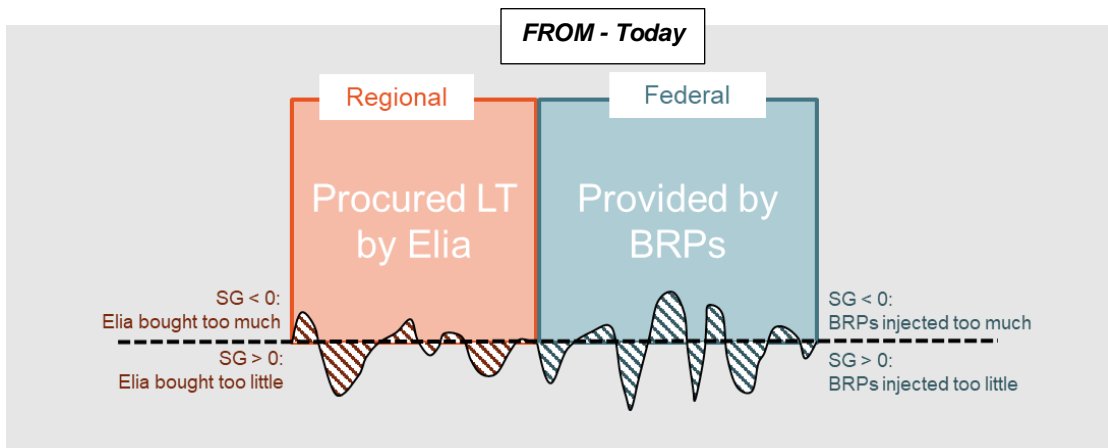 FROM - Today
Regional
Federal
Procured LT
by Elia
Provided by
BRPs
SG < 0:
Elia bought too much
SG > 0:
Elia bought too little
SG < 0:
BRPs injected too much
SG > 0:
BRPs injected too little